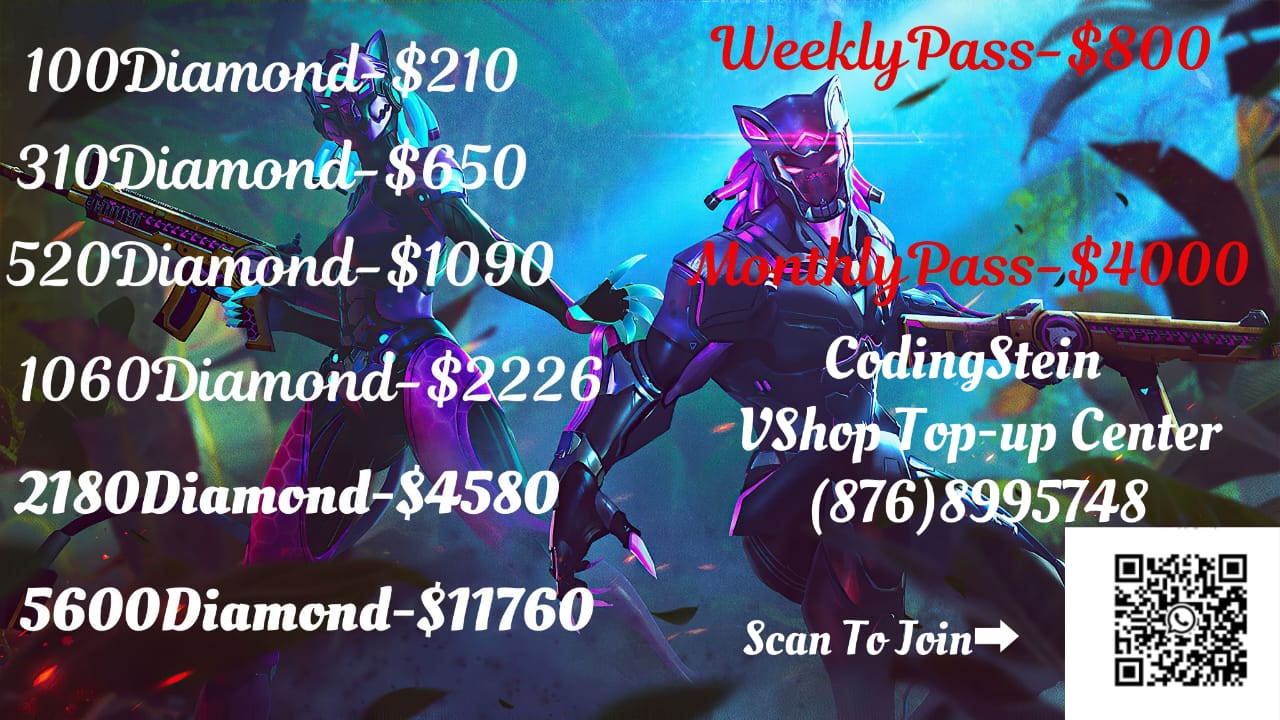 100Diamond-$210
310Diamond-$650
520Diamond-$1090
1060Diamond-$2226
2180Diamond-$4580
5600Diamond-$11760
WeeklyPass-$800
MonthlyPass-$4000
CodingStein
VShop Top-up Center
(876)8995748
Scan To Join